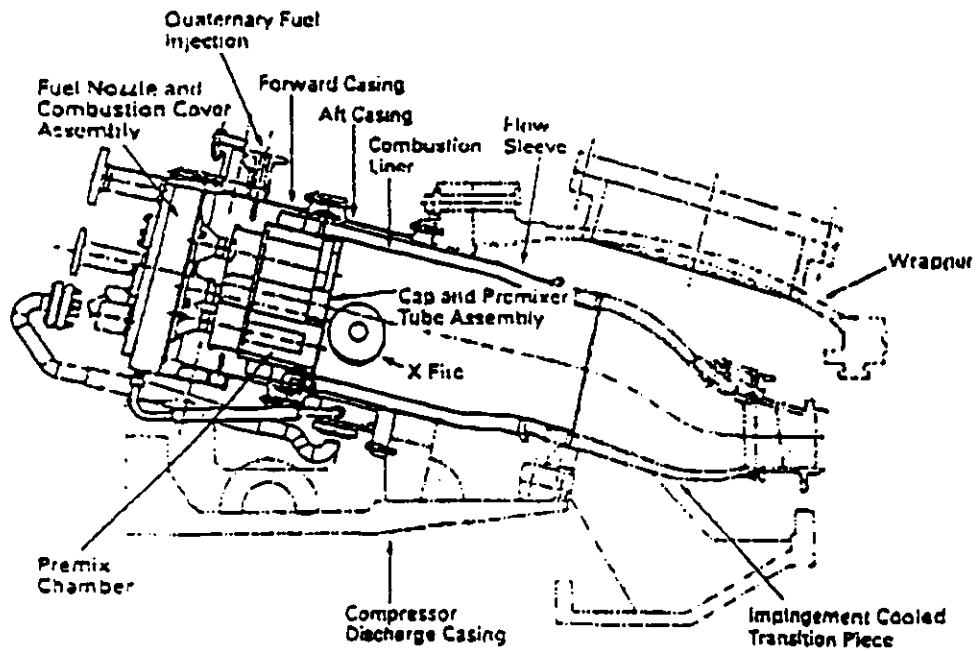 Quaternary Fuel
Injection
Fuel Nozzle and
Combustion Cover
Assembly
Forward Casing
Aft Casing
Combustion
Liner
Flow
Sleeve
Wrapper
Cap and Premixer
Tube Assembly
X Fire
Premix
Chamber
Compressor
Discharge Casing
Impingement Cooled
Transition Piece